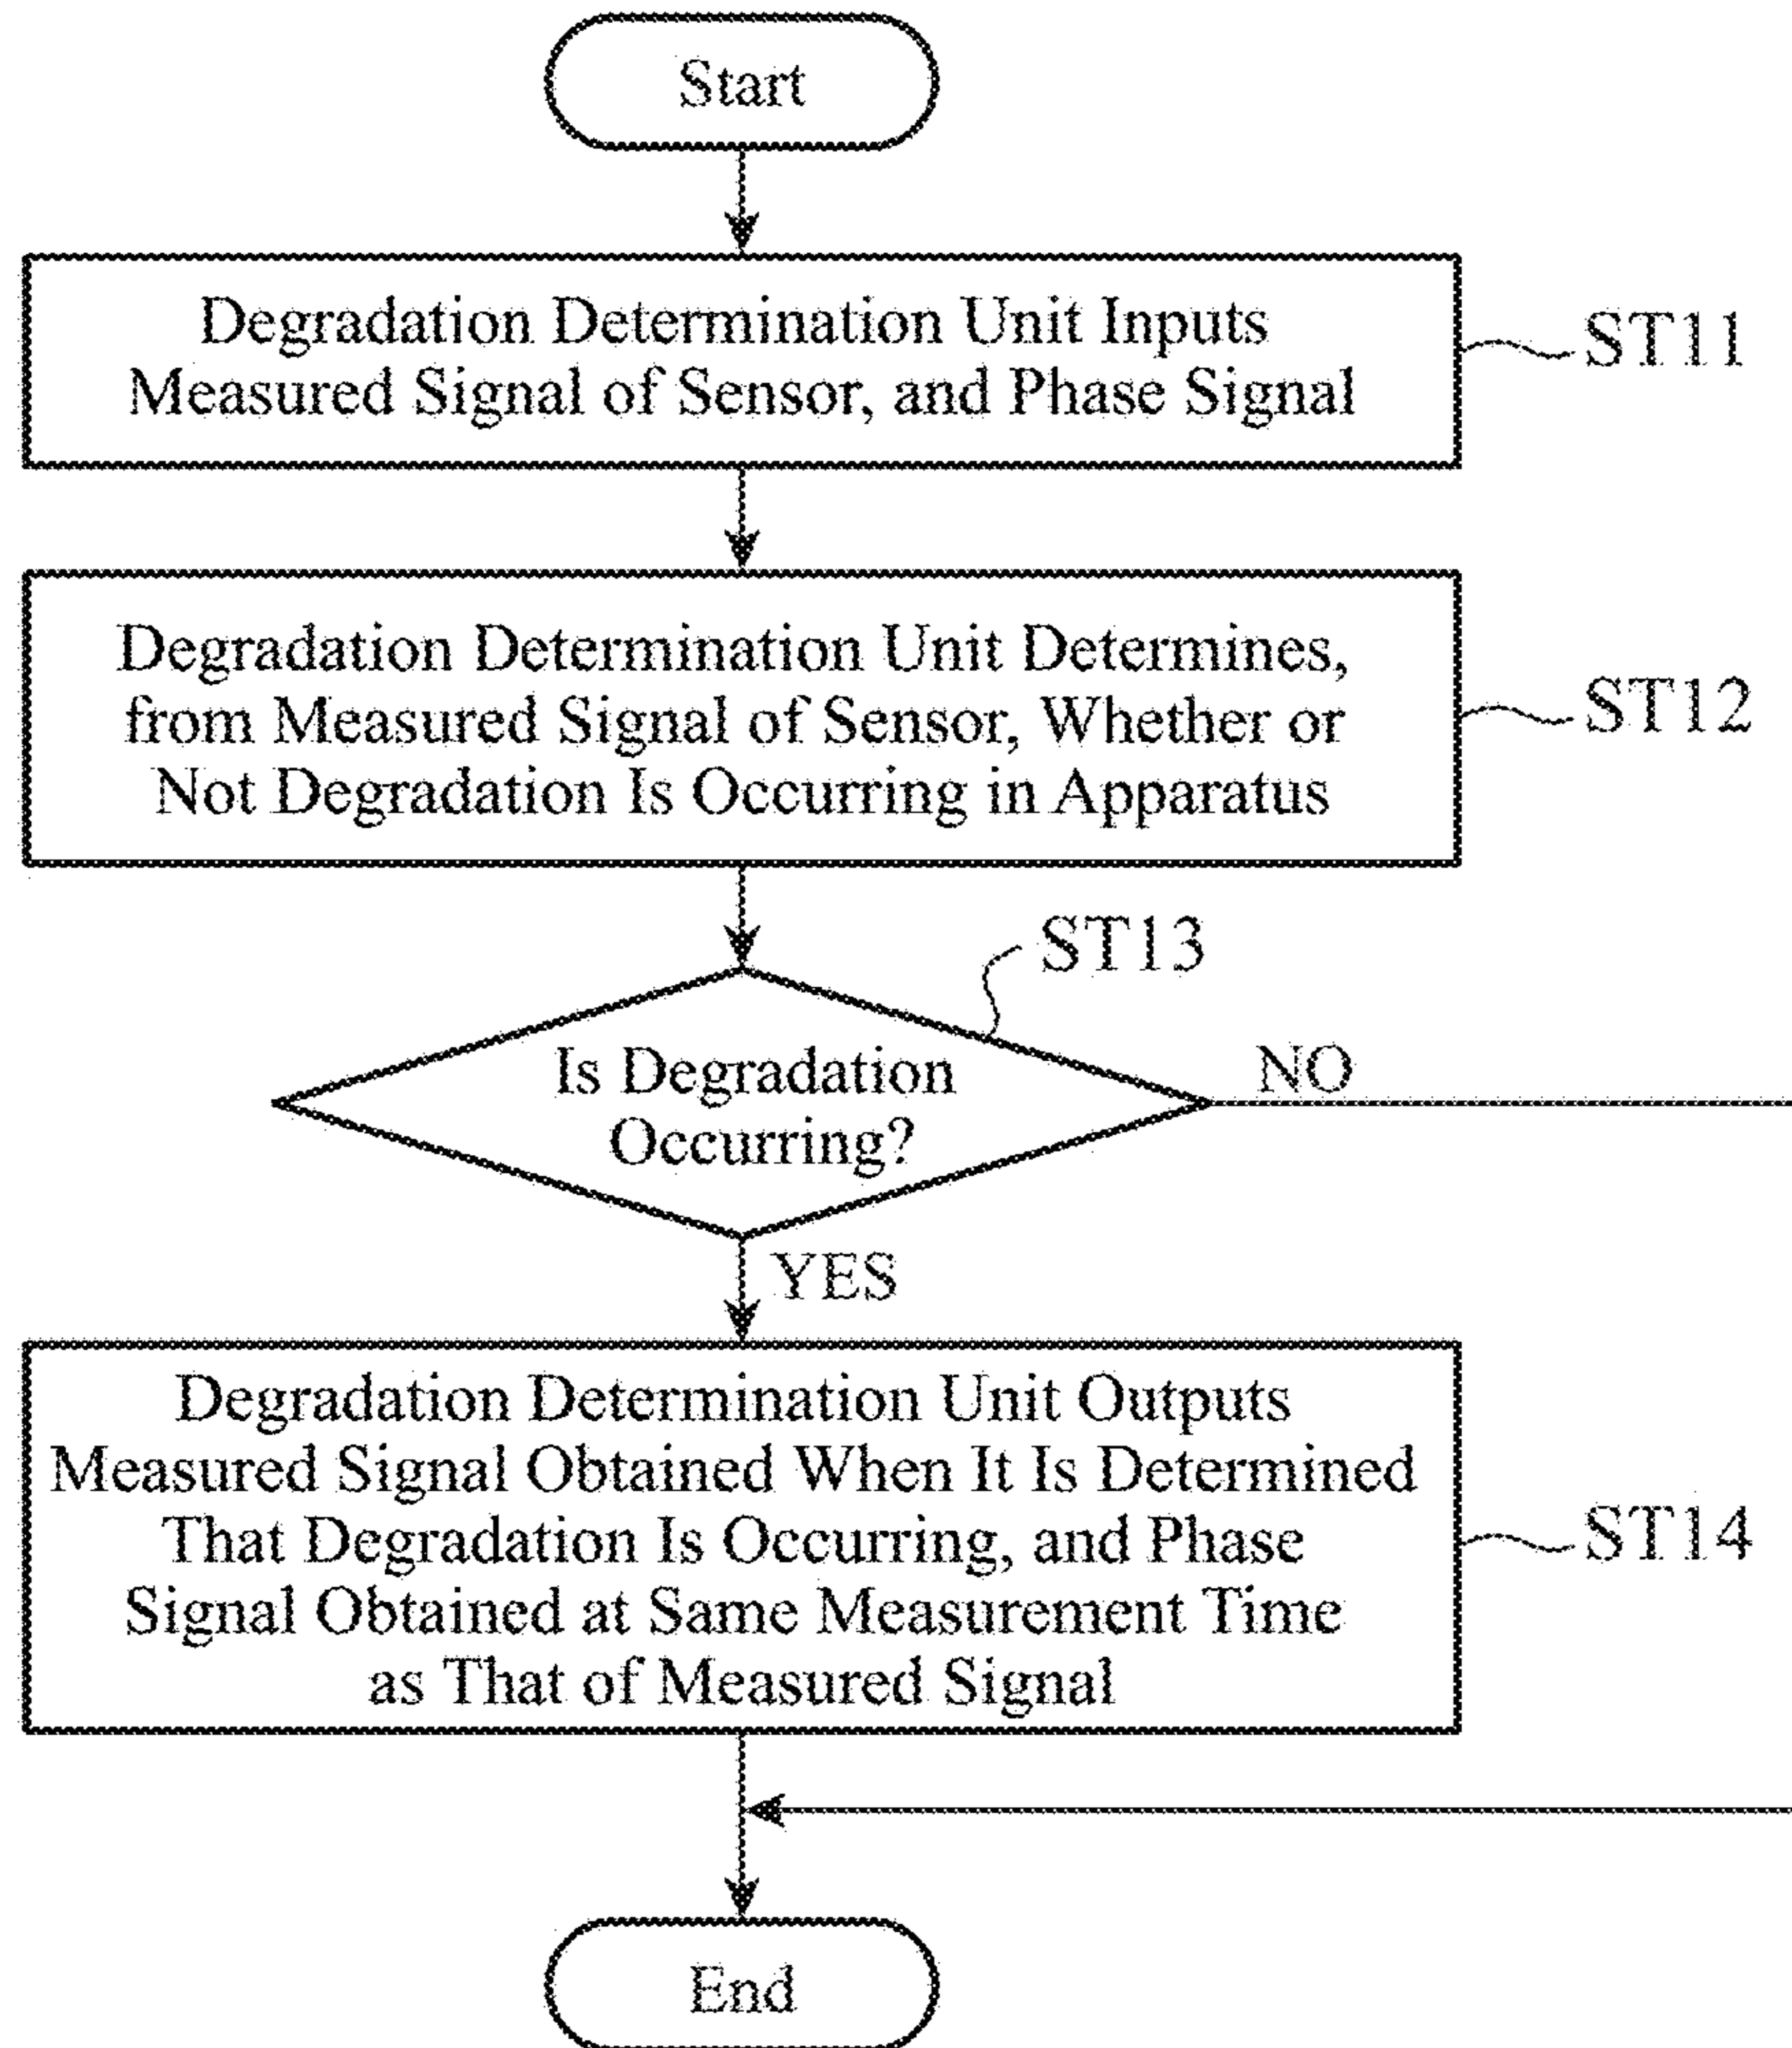 Start
Degradation Determination Unit Inputs
Measured Signal of Sensor, and Phase Signal
ST11
Degradation Determination Unit Determines,
from Measured Signal of Sensor, Whether or
Not Degradation Is Occurring in Apparatus
ST12
ST13
Is Degradation
Occurring?
NO
YES
Degradation Determination Unit Outputs
Measured Signal Obtained When It Is Determined
That Degradation Is Occurring, and Phase
Signal Obtained at Same Measurement Time
as That of Measured Signal
ST14
End